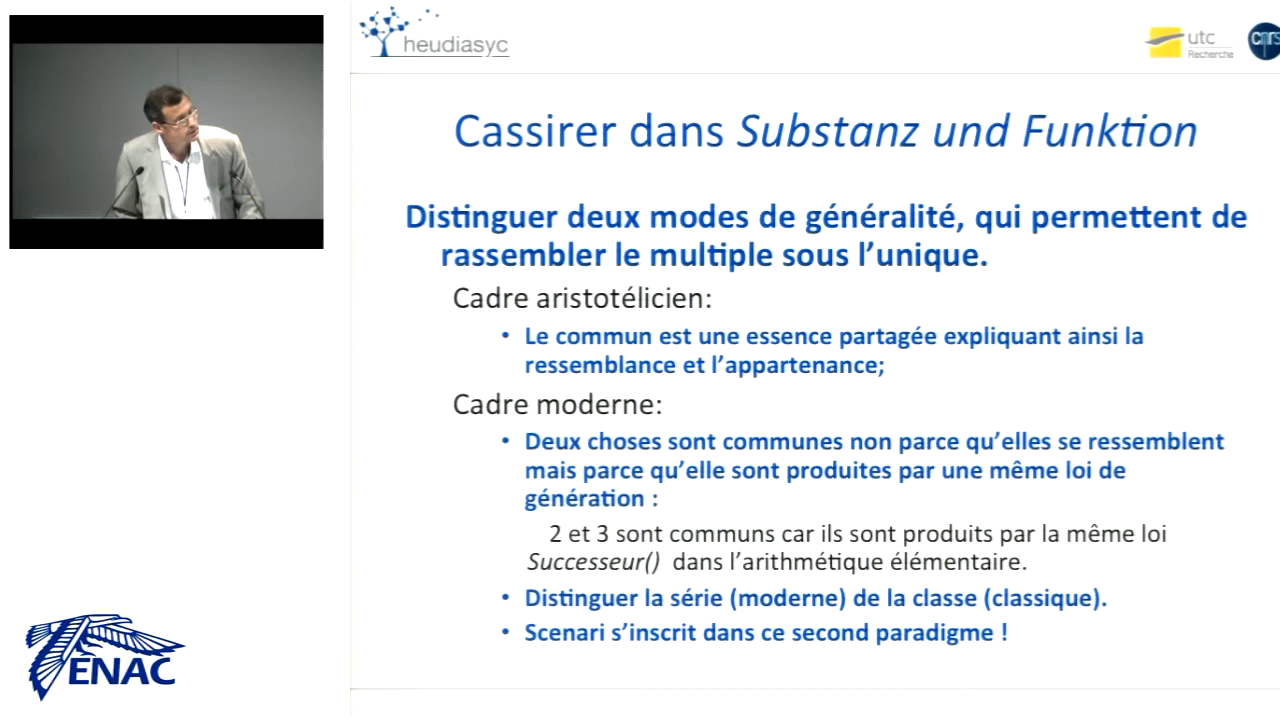 heudiasyc
utc
Recherche
cnrs
Cassirer dans Substanz und Funktion
Distinguer deux modes de généralité, qui permettent de
rassembler le multiple sous l’unique.
Cadre aristotélicien:
• Le commun est une essence partagée expliquant ainsi la
ressemblance et l’appartenance;
Cadre moderne:
• Deux choses sont communes non parce qu’elles se ressemblent
mais parce qu’elle sont produites par une même loi de
génération :
2 et 3 sont communs car ils sont produits par la même loi
Successeur() dans l’arithmétique élémentaire.
• Distinguer la série (moderne) de la classe (classique).
• Scenari s’inscrit dans ce second paradigme !
ENAC